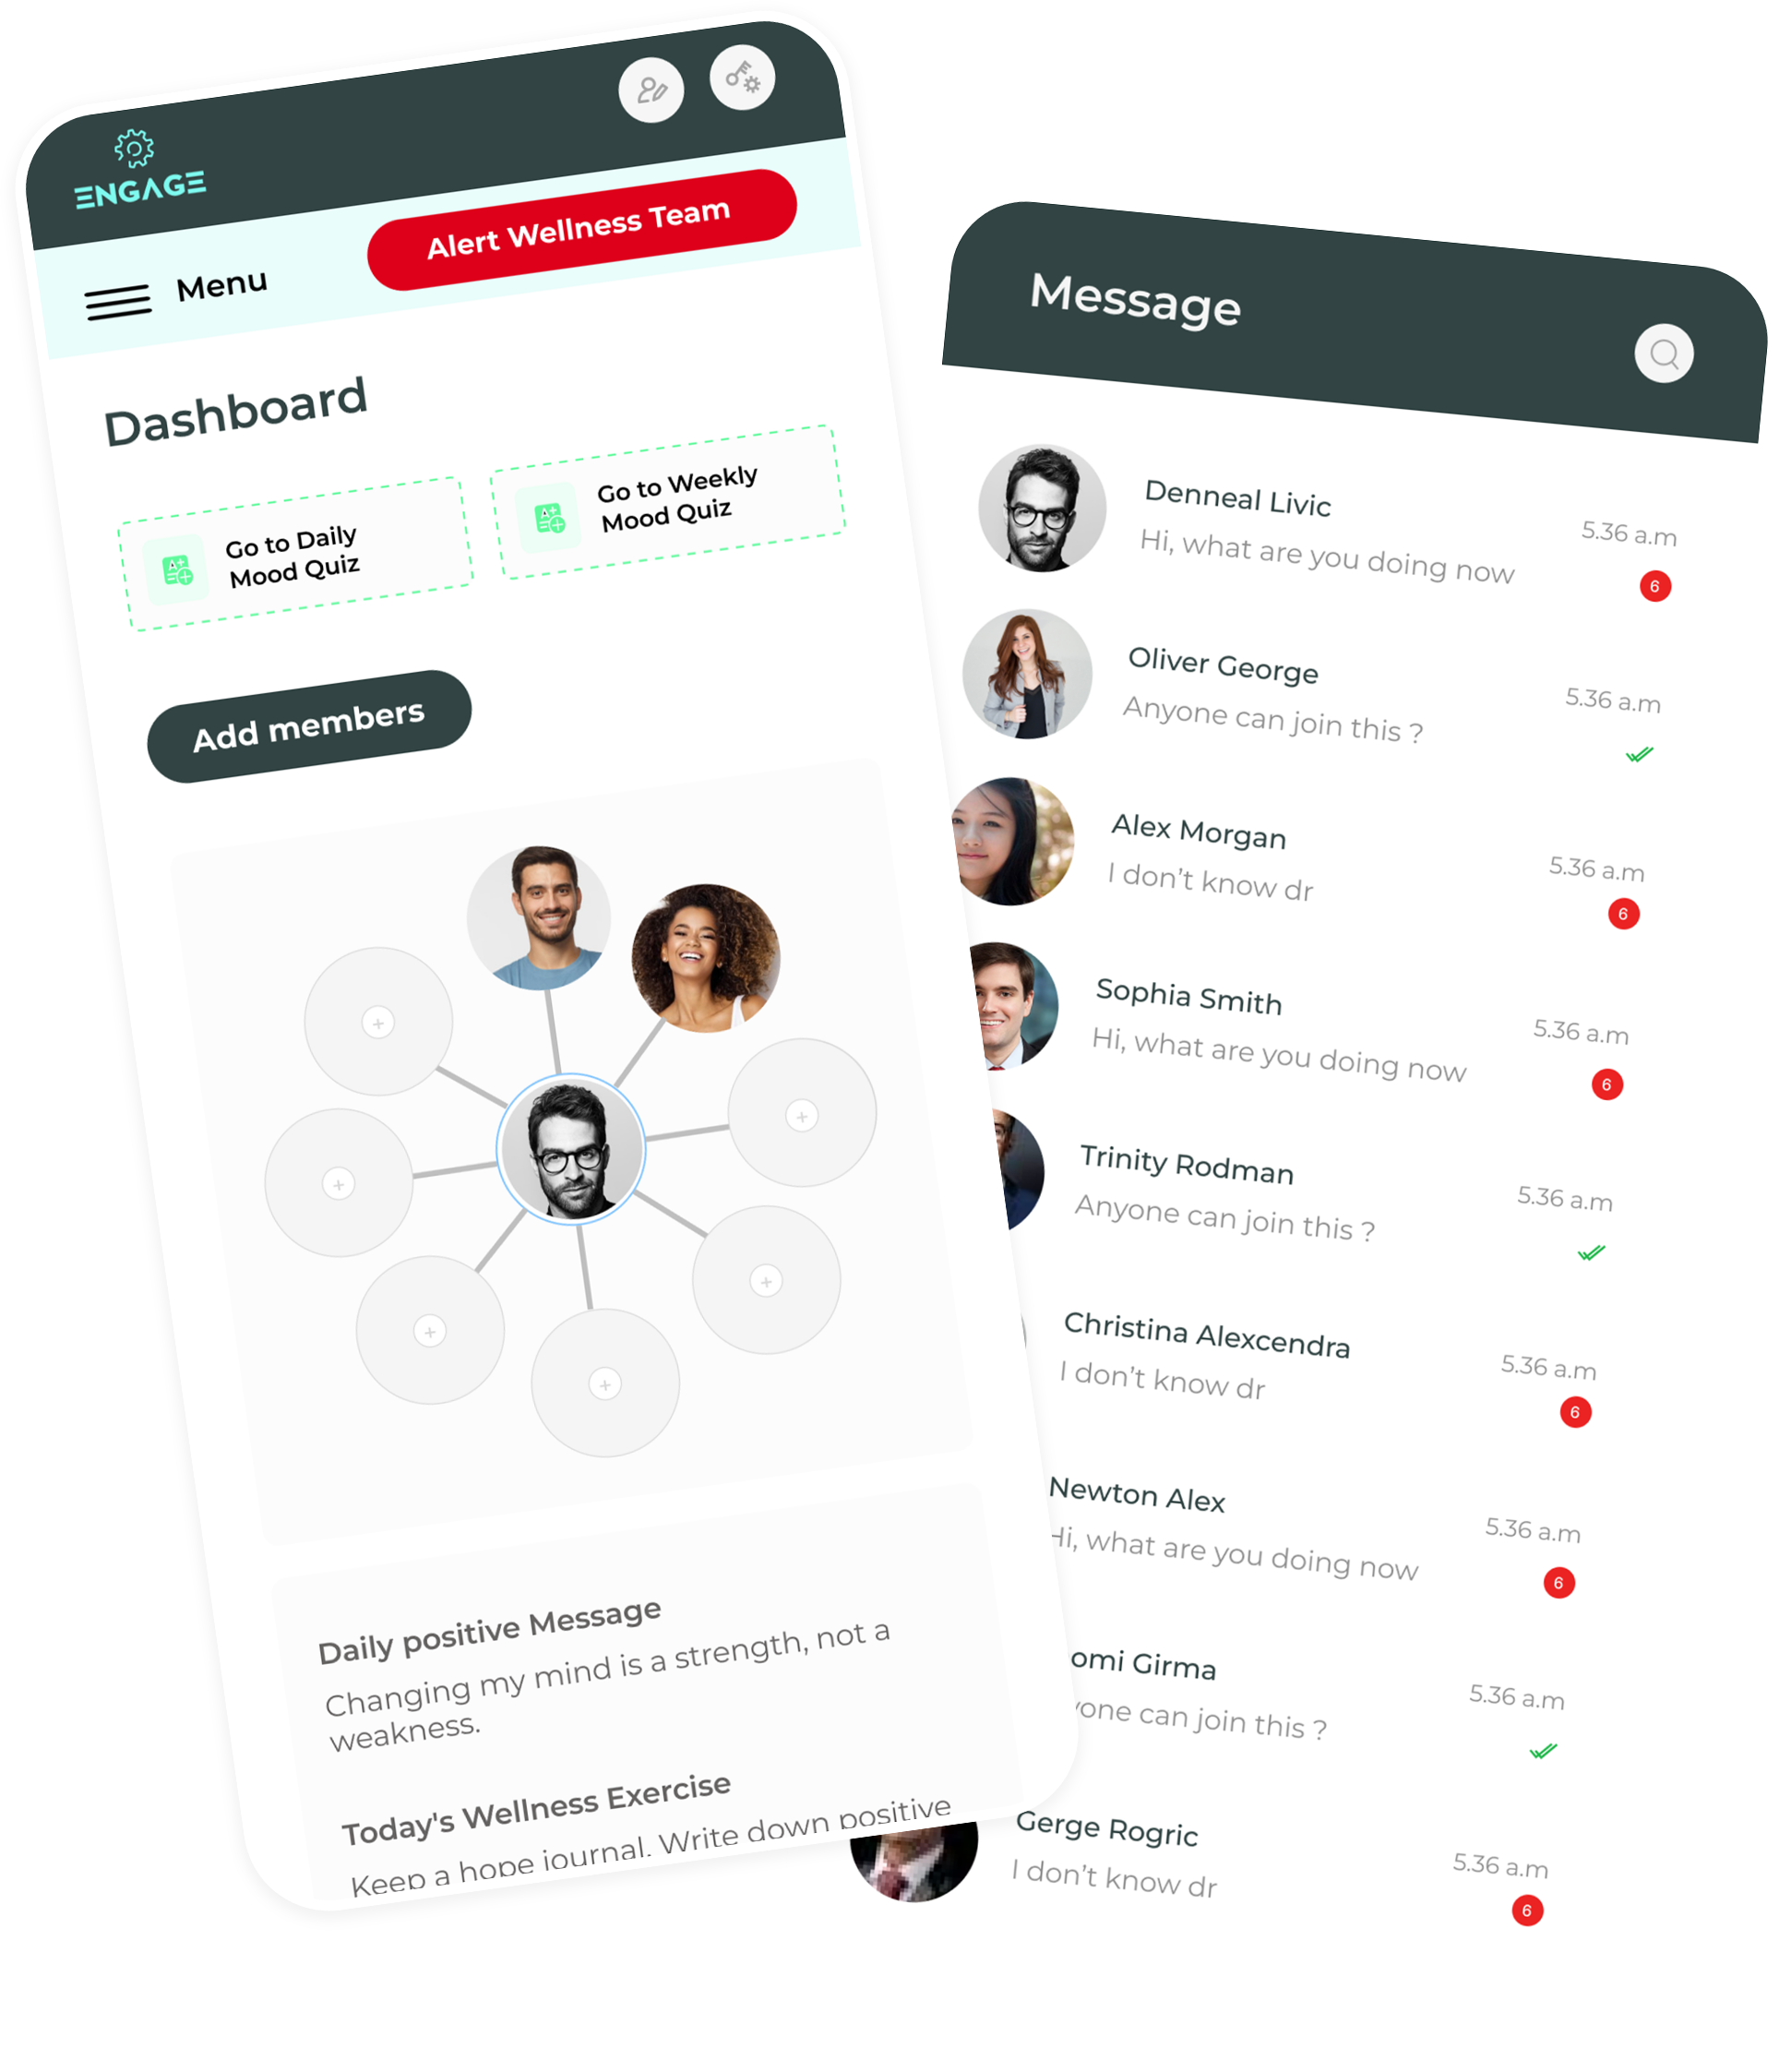 ENGAGE
Alert Wellness Team
Menu
Dashboard
Go to Daily
Mood Quiz
Go to Weekly
Mood Quiz
Add members
Daily positive Message
Changing my mind is a strength, not a
weakness.
Today's Wellness Exercise
Keep a hope journal. Write down positive
Message
Denneal Livic
Hi, what are you doing now
5.36 a.m
6
Oliver George
Anyone can join this ?
5.36 a.m
Alex Morgan
I don't know dr
5.36 a.m
6
Sophia Smith
Hi, what are you doing now
5.36 a.m
6
Trinity Rodman
Anyone can join this ?
5.36 a.m
Christina Alexcendra
I don't know dr
5.36 a.m
6
Newton Alex
Hi, what are you doing now
5.36 a.m
6
omi Girma
yone can join this ?
5.36 a.m
Gerge Rogric
I don't know dr
5.36 a.m
6